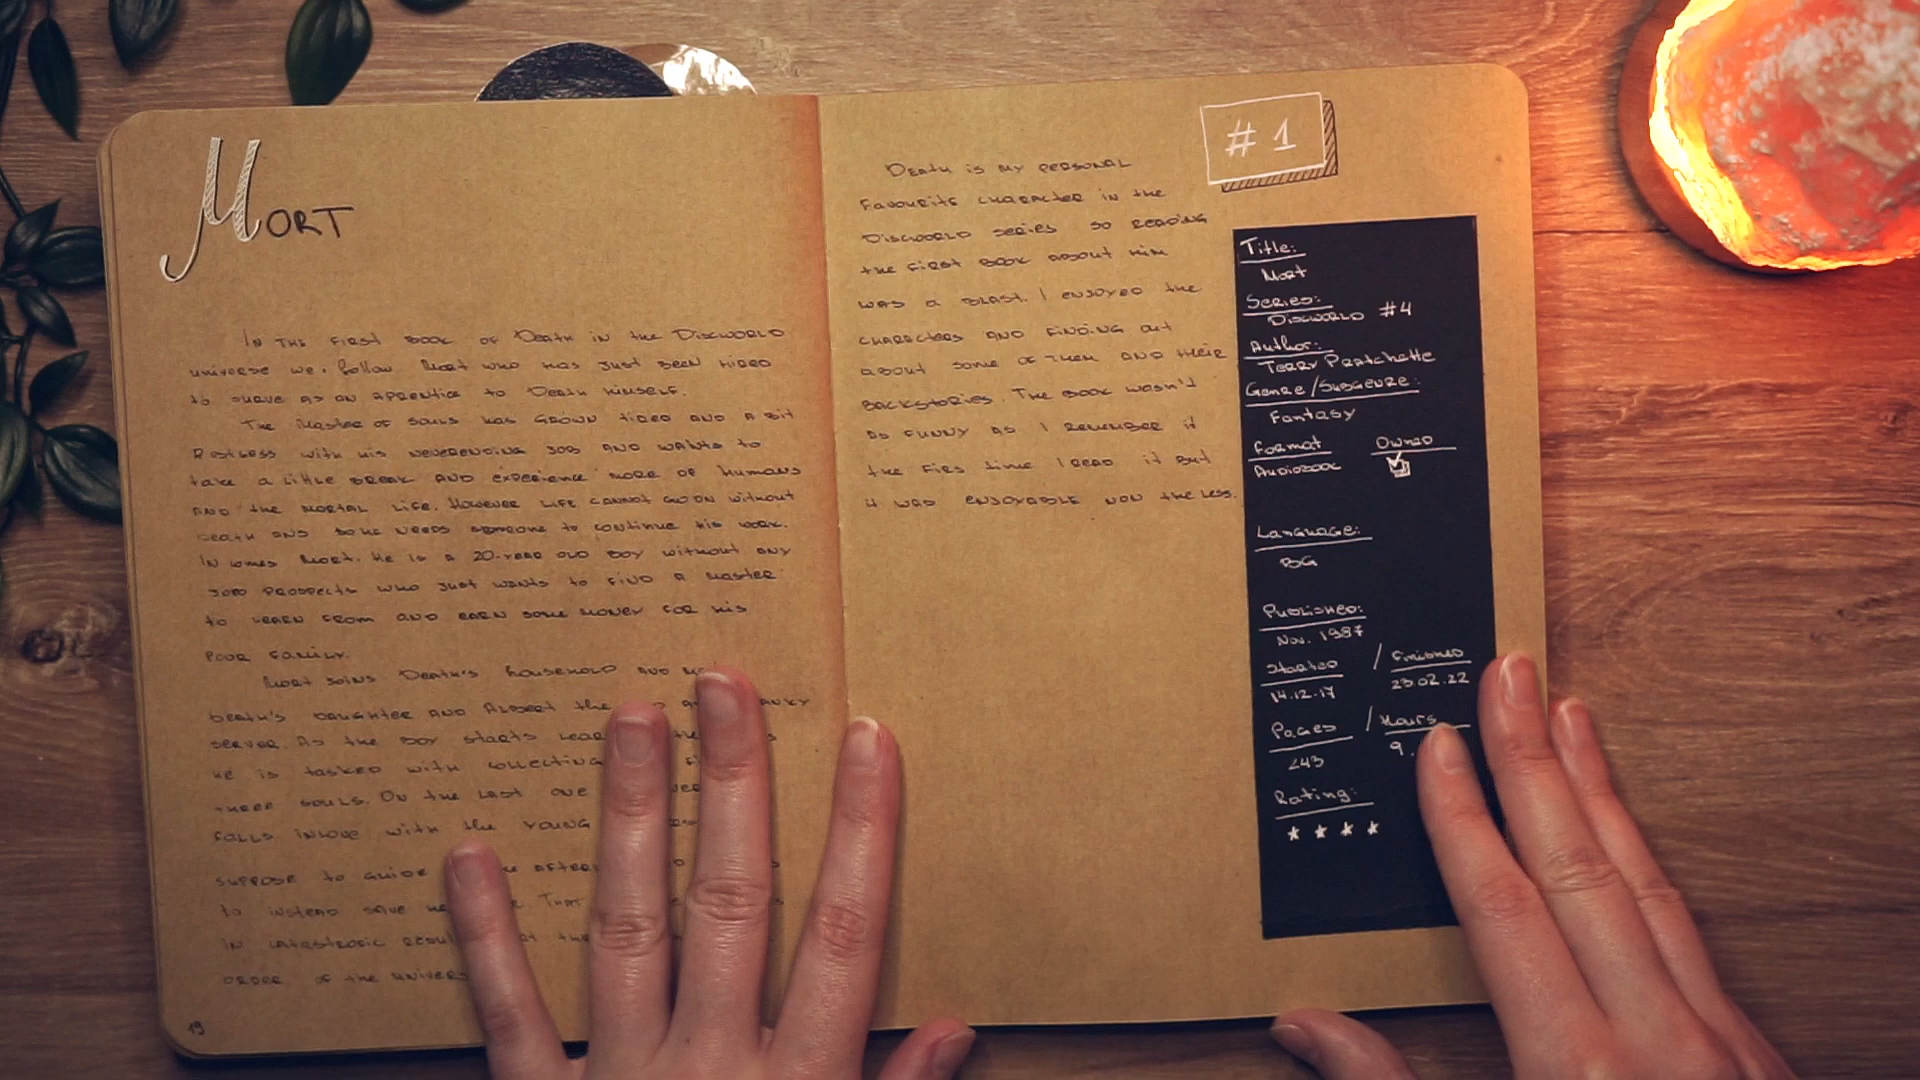 MORT
IN THE FIRST BOOK OF DEATH IN THE DISCWORLD
UNIVERSE WE FOLLOW MORT WHO HAS JUST BEEN HIRED
TO SURVE AS AN APRENTICE TO DEATH HIMSELF.
THE MASTER OF SOULS HAS GROWN TIRED AND A BIT
RESTLESS WITH HIS NEVERENDING JOB AND WANTS TO
TAKE A LITTLE BREAK AND EXPERIENCE MORE OF HUMANS
AND THE MORTAL LIFE. HOWEVER LIFE CANNOT GO ON WITHOUT
DEATH AND SO HE NEEDS SOMEONE TO CONTINUE HIS WORK.
IN COMES MORT. HE IS A 20-YEAR OLD BOY WITHOUT ANY
PROSPECTS WHO JUST WANTS TO FIND A MASTER
TO LEARN FROM AND EARN SOME MONEY FOR HIS
POOR FAMILY.
MORT JOINS DEATH'S HOUSEHOLD AND
DEATH'S DAUGHTER AND ALBERT THE
SERVER. AS THE BOY STARTS
HE IS TASKED WITH COLLECTING
THREE SOULS. ON THE LAST ONE
FALLS INLOVE WITH THE YOUNG
SUPPOSE TO GUIDE
TO INSTEAD SAVE THAT
IN CATASTROFIC
ORDER OF THE
19
# 1
DEATH IS MY PERSONAL
FAVOURITE CHARACTER IN THE
DISCWORLD SERIES SO READING
THE FIRST BOOK ABOUT HIM
WAS A BLAST. I ENJOYED THE
CHARACTERS AND FINDING OUT
ABOUT SOME OF THEM AND THEIR
BACKSTORIES. THE BOOK WASN'T
AS FUNNY AS I REMEMBER IT
THE FIRS TIME I READ IT BUT
IT WAS ENJOYABLE NON THE LESS.
Title:
Mort
Series:
Discworld #4
Author:
Terry Pratchette
Genre/Subgenre:
Fantasy
Format Owned
Audiobook
Language:
BG
Published:
Nov. 1987
Started / Finished
14.12.17 23.02.22
Pages / Hours
243 9.
Rating:
★ ★ ★ ★